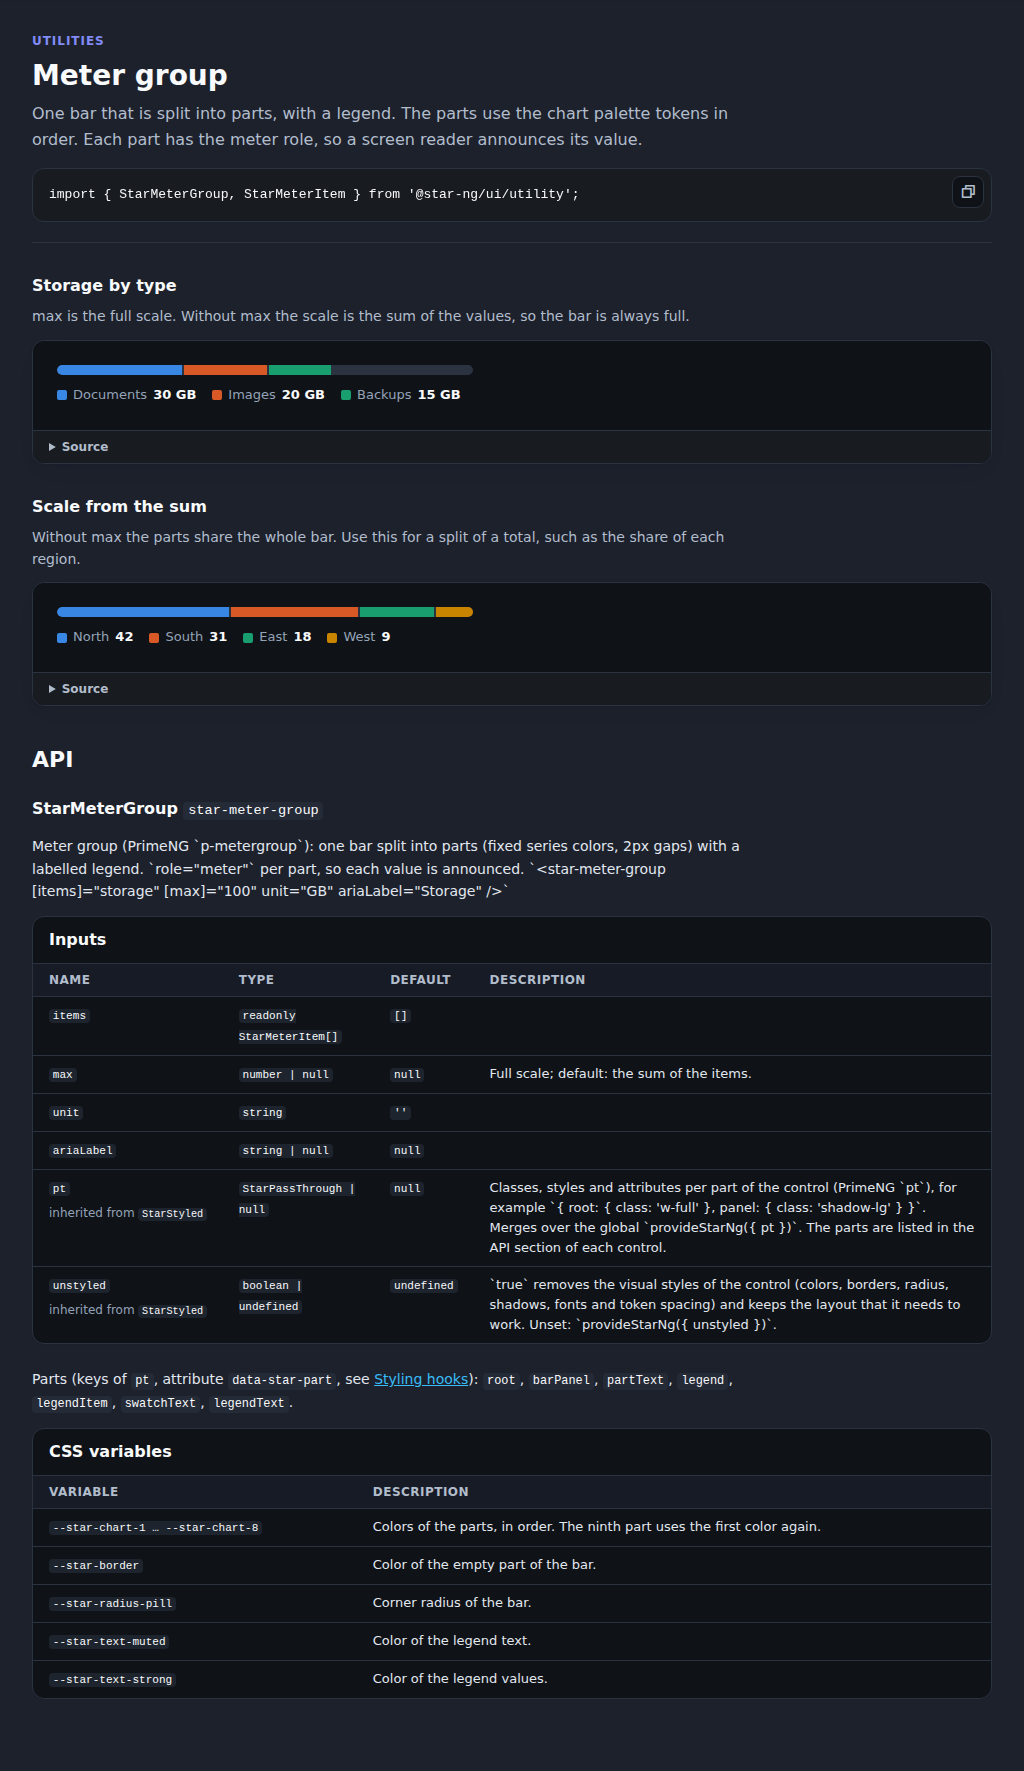 UTILITIES
Meter group
One bar that is split into parts, with a legend. The parts use the chart palette tokens in
order. Each part has the meter role, so a screen reader announces its value.
import { StarMeterGroup, StarMeterItem } from '@star-ng/ui/utility';
Storage by type
max is the full scale. Without max the scale is the sum of the values, so the bar is always full.
Documents 30 GB Images 20 GB Backups 15 GB
Source
Scale from the sum
Without max the parts share the whole bar. Use this for a split of a total, such as the share of each
region.
North 42 South 31 East 18 West 9
Source
API
StarMeterGroup star-meter-group
Meter group (PrimeNG `p-metergroup`): one bar split into parts (fixed series colors, 2px gaps) with a
labelled legend. `role="meter"` per part, so each value is announced. `<star-meter-group
[items]="storage" [max]="100" unit="GB" ariaLabel="Storage" />`
Inputs
NAME TYPE DEFAULT DESCRIPTION
items readonly []
StarMeterItem[]
max number | null null Full scale; default: the sum of the items.
unit string ''
ariaLabel string | null null
pt StarPassThrough | null Classes, styles and attributes per part of the control (PrimeNG `pt`), for
inherited from StarStyled null example `{ root: { class: 'w-full' }, panel: { class: 'shadow-lg' } }`.
Merges over the global `provideStarNg({ pt })`. The parts are listed in the
API section of each control.
unstyled boolean | undefined `true` removes the visual styles of the control (colors, borders, radius,
inherited from StarStyled undefined shadows, fonts and token spacing) and keeps the layout that it needs to
work. Unset: `provideStarNg({ unstyled })`.
Parts (keys of pt, attribute data-star-part, see Styling hooks): root, barPanel, partText, legend,
legendItem, swatchText, legendText.
CSS variables
VARIABLE DESCRIPTION
--star-chart-1 … --star-chart-8 Colors of the parts, in order. The ninth part uses the first color again.
--star-border Color of the empty part of the bar.
--star-radius-pill Corner radius of the bar.
--star-text-muted Color of the legend text.
--star-text-strong Color of the legend values.